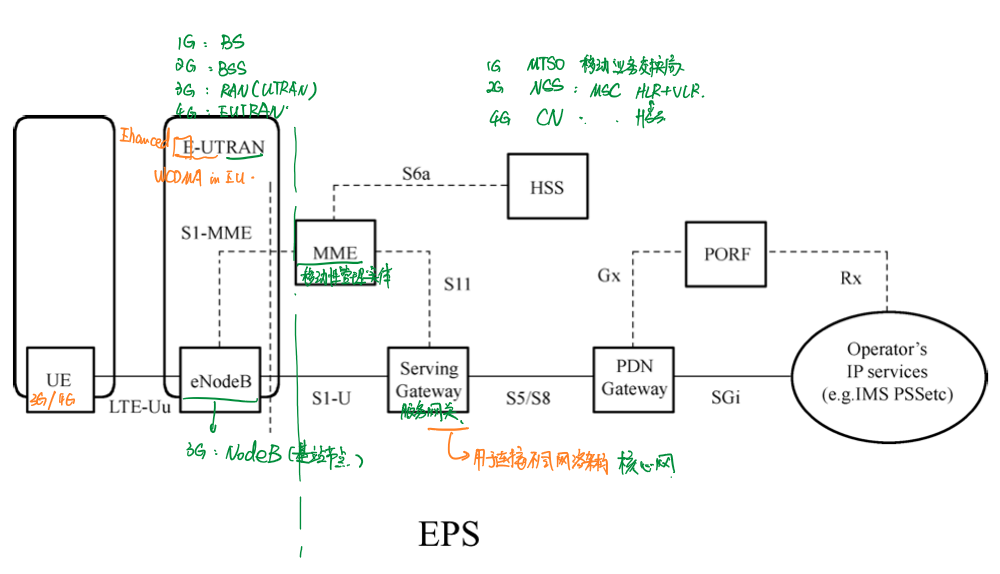 1G: BS
2G: BSS
3G: RAN(UTRAN)
4G: EUTRAN.
1G MTSO 移动业务交换局
2G NSS: MSC HLR+VLR.
4G CN . . HSS
Ehanced
E-UTRAN
WCDMA in EU.
S6a
HSS
S1-MME
MME
移动性管理实体
S11
Gx
PORF
Rx
UE
3G/4G
LTE-Uu
eNodeB
S1-U
Serving
Gateway
服务网关
S5/S8
PDN
Gateway
SGi
Operator's
IP services
(e.g.IMS PSSetc)
3G: NodeB (基站节点)
用于连接不同网络 核心网
EPS